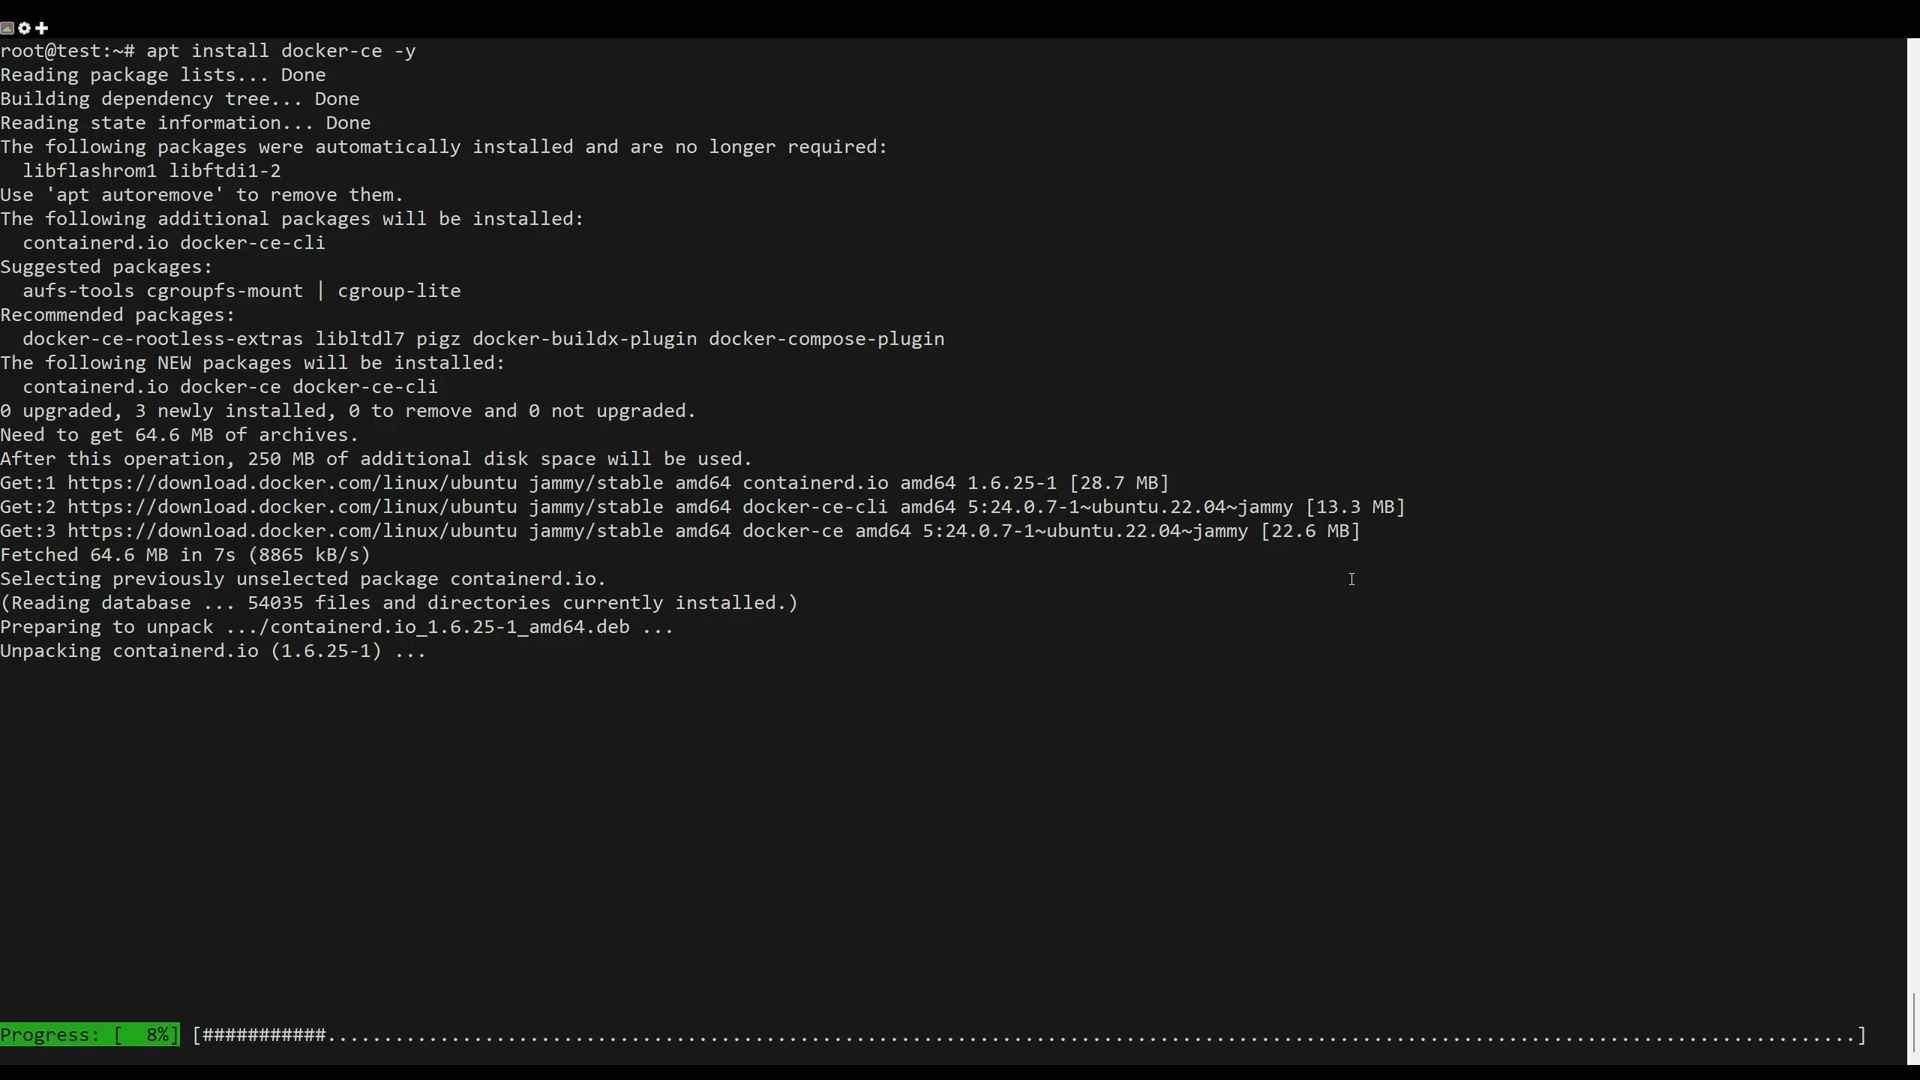 root@test:~# apt install docker-ce -y
Reading package lists... Done
Building dependency tree... Done
Reading state information... Done
The following packages were automatically installed and are no longer required:
  libflashrom1 libftdi1-2
Use 'apt autoremove' to remove them.
The following additional packages will be installed:
  containerd.io docker-ce-cli
Suggested packages:
  aufs-tools cgroupfs-mount | cgroup-lite
Recommended packages:
  docker-ce-rootless-extras libltdl7 pigz docker-buildx-plugin docker-compose-plugin
The following NEW packages will be installed:
  containerd.io docker-ce docker-ce-cli
0 upgraded, 3 newly installed, 0 to remove and 0 not upgraded.
Need to get 64.6 MB of archives.
After this operation, 250 MB of additional disk space will be used.
Get:1 https://download.docker.com/linux/ubuntu jammy/stable amd64 containerd.io amd64 1.6.25-1 [28.7 MB]
Get:2 https://download.docker.com/linux/ubuntu jammy/stable amd64 docker-ce-cli amd64 5:24.0.7-1~ubuntu.22.04~jammy [13.3 MB]
Get:3 https://download.docker.com/linux/ubuntu jammy/stable amd64 docker-ce amd64 5:24.0.7-1~ubuntu.22.04~jammy [22.6 MB]
Fetched 64.6 MB in 7s (8865 kB/s)
Selecting previously unselected package containerd.io.
(Reading database ... 54035 files and directories currently installed.)
Preparing to unpack .../containerd.io_1.6.25-1_amd64.deb ...
Unpacking containerd.io (1.6.25-1) ...
Progress: [  8%] [###########........................................................................................................................................]